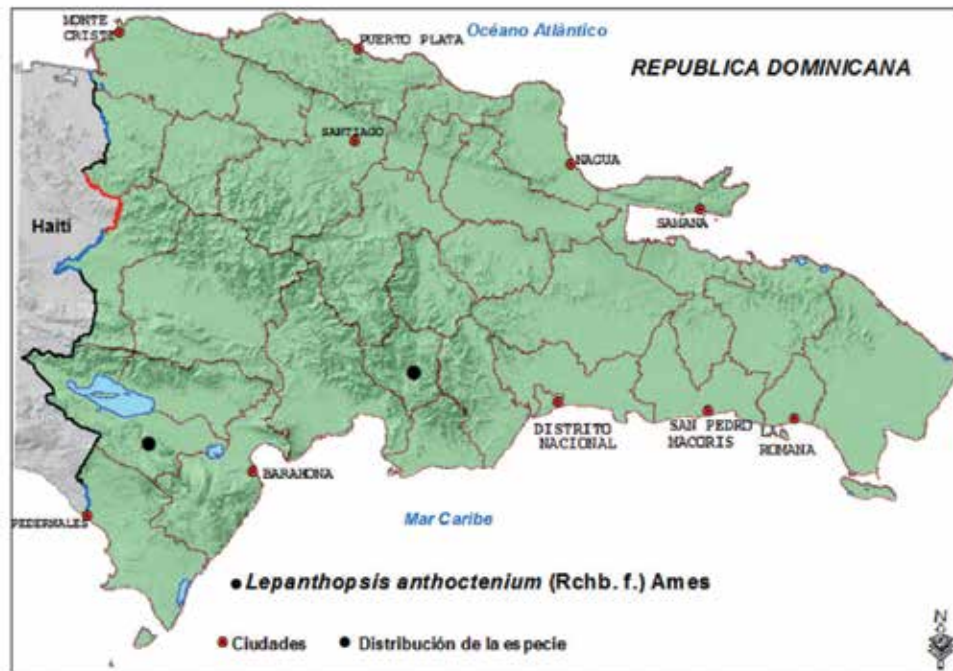 MONTE
CRISTI
PUERTO PLATA
Océano Atlántico
REPUBLICA DOMINICANA
SANTIAGO
NAGUA
SAMANA
Haití
DISTRITO
NACIONAL
SAN PEDRO
MACORIS
LA
ROMANA
BARAHONA
PEDERNALES
Mar Caribe
● Lepanthopsis anthoctenium (Rchb. f.) Ames
Ciudades
Distribución de la especie
N